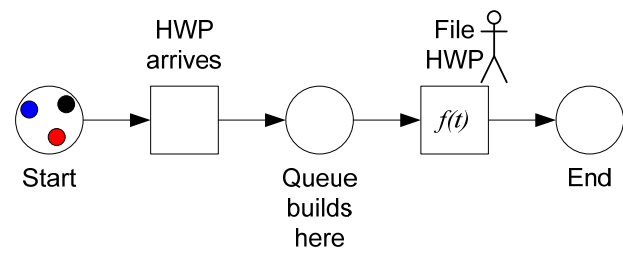 HWP
arrives
File
HWP
f(t)
Start
Queue
builds
here
End